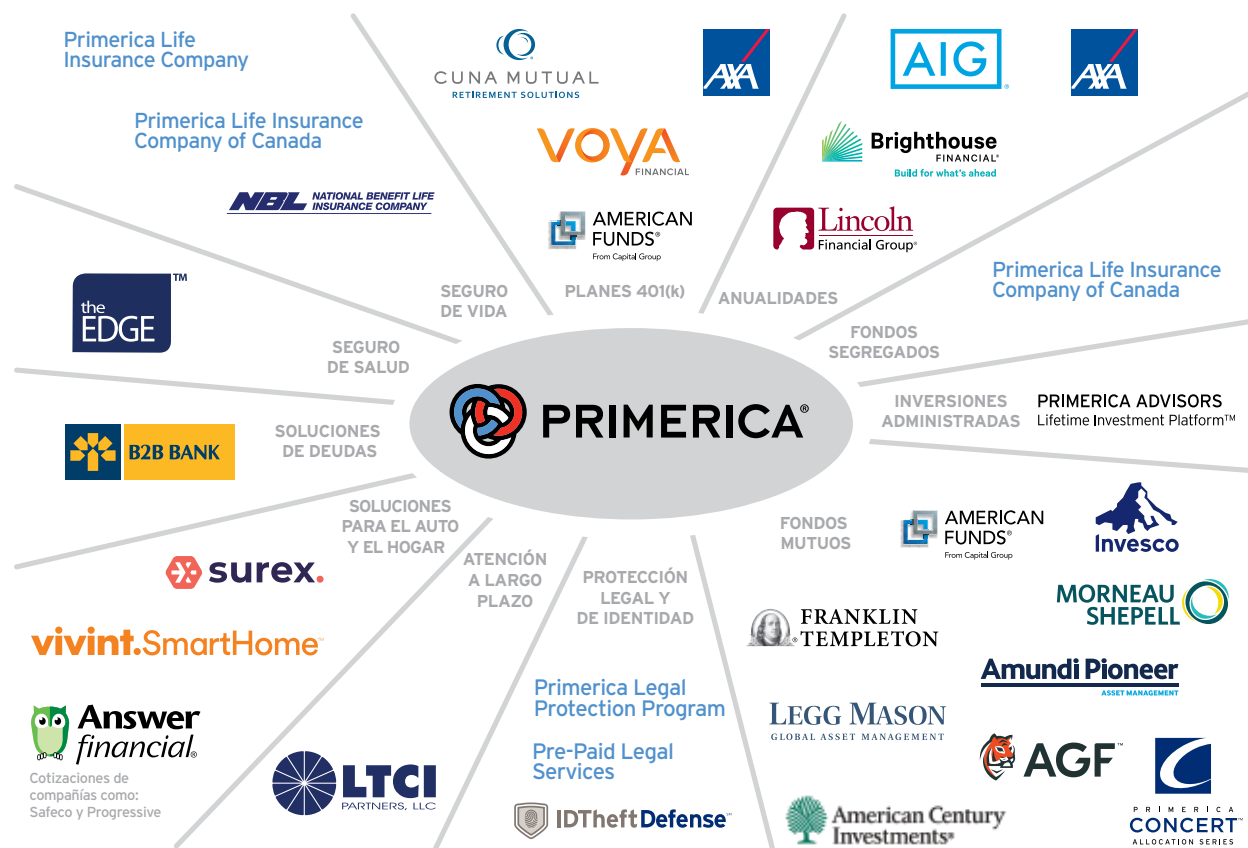 Primerica Life
Insurance Company
Primerica Life Insurance
Company of Canada
NBL NATIONAL BENEFIT LIFE
INSURANCE COMPANY
SEGURO
DE VIDA
CUNA MUTUAL
RETIREMENT SOLUTIONS
AXA
VOYA
FINANCIAL
AMERICAN
FUNDS®
From Capital Group
PLANES 401(k)
AIG®
AXA
Brighthouse
FINANCIAL®
Build for what's ahead
Lincoln
Financial Group®
ANUALIDADES
Primerica Life Insurance
Company of Canada
FONDOS
SEGREGADOS
INVERSIONES
ADMINISTRADAS
PRIMERICA ADVISORS
Lifetime Investment Platform™
the
EDGE™
SEGURO
DE SALUD
PRIMERICA®
B2B BANK
SOLUCIONES
DE DEUDAS
SOLUCIONES
PARA EL AUTO
Y EL HOGAR
surex.
vivint.SmartHome℠
Answer
financial®
Cotizaciones de
compañías como:
Safeco y Progressive
ATENCIÓN
A LARGO
PLAZO
LTCI
PARTNERS, LLC
PROTECCIÓN
LEGAL Y
DE IDENTIDAD
Primerica Legal
Protection Program
Pre-Paid Legal
Services
IDTheftDefense℠
FONDOS
MUTUOS
AMERICAN
FUNDS®
From Capital Group
Invesco
MORNEAU
SHEPELL
FRANKLIN
TEMPLETON
®
Amundi Pioneer
ASSET MANAGEMENT
LEGG MASON
GLOBAL ASSET MANAGEMENT
AGF™
American Century
Investments®
PRIMERICA
CONCERT™
ALLOCATION SERIES